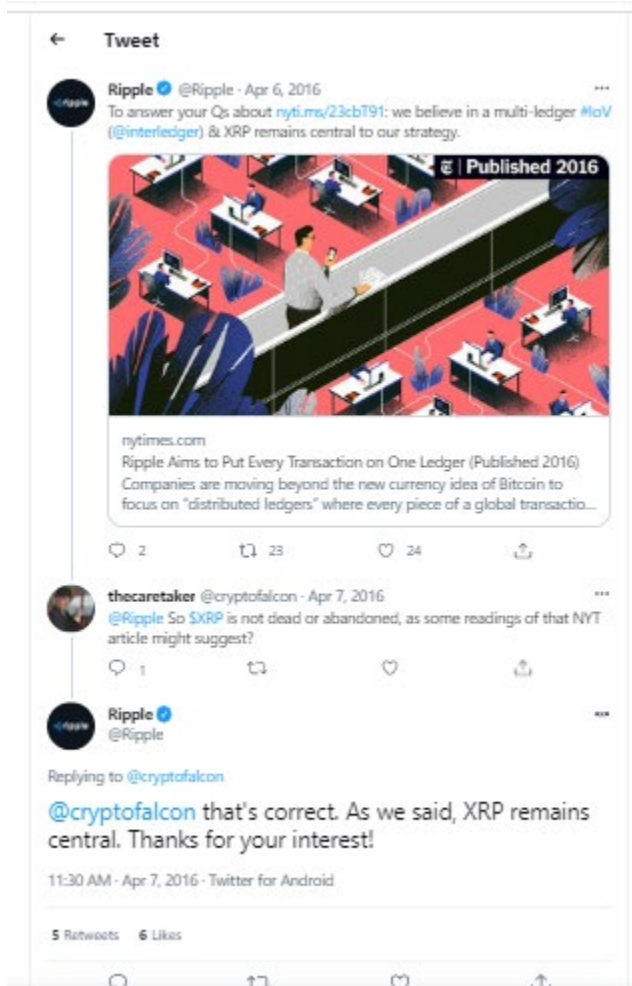 Tweet
Ripple @Ripple · Apr 6, 2016
To answer your Qs about nyti.ms/23cbT91: we believe in a multi-ledger #IoV
(@interledger) & XRP remains central to our strategy.
Published 2016
nytimes.com
Ripple Aims to Put Every Transaction on One Ledger (Published 2016)
Companies are moving beyond the new currency idea of Bitcoin to
focus on "distributed ledgers" where every piece of a global transactio...
2 23 24
thecaretaker @cryptofalcon · Apr 7, 2016
@Ripple So $XRP is not dead or abandoned, as some readings of that NYT
article might suggest?
1
Ripple
@Ripple
Replying to @cryptofalcon
@cryptofalcon that's correct. As we said, XRP remains
central. Thanks for your interest!
11:30 AM · Apr 7, 2016 · Twitter for Android
5 Retweets 6 Likes